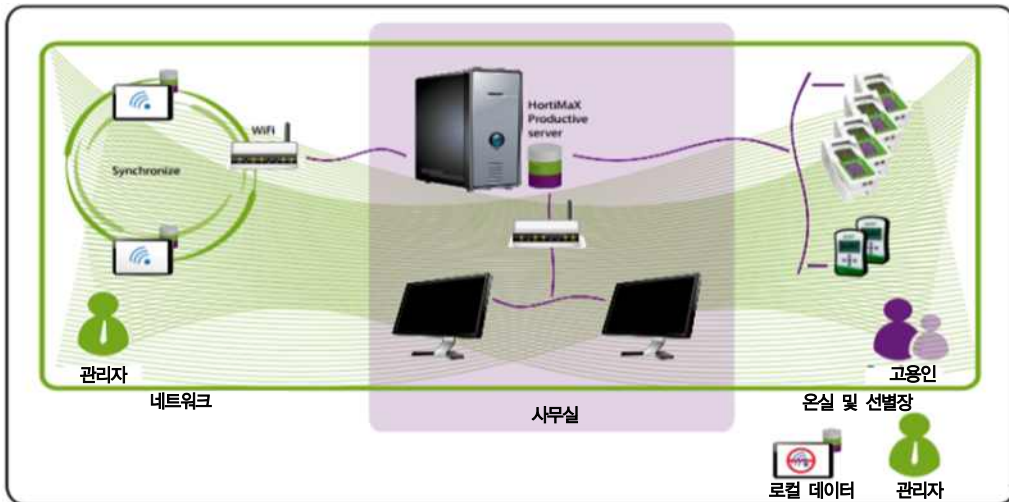 WiFi
Synchronize
HortiMaX
Productive
server
관리자
네트워크
사무실
고용인
온실 및 선별장
로컬 데이터
관리자